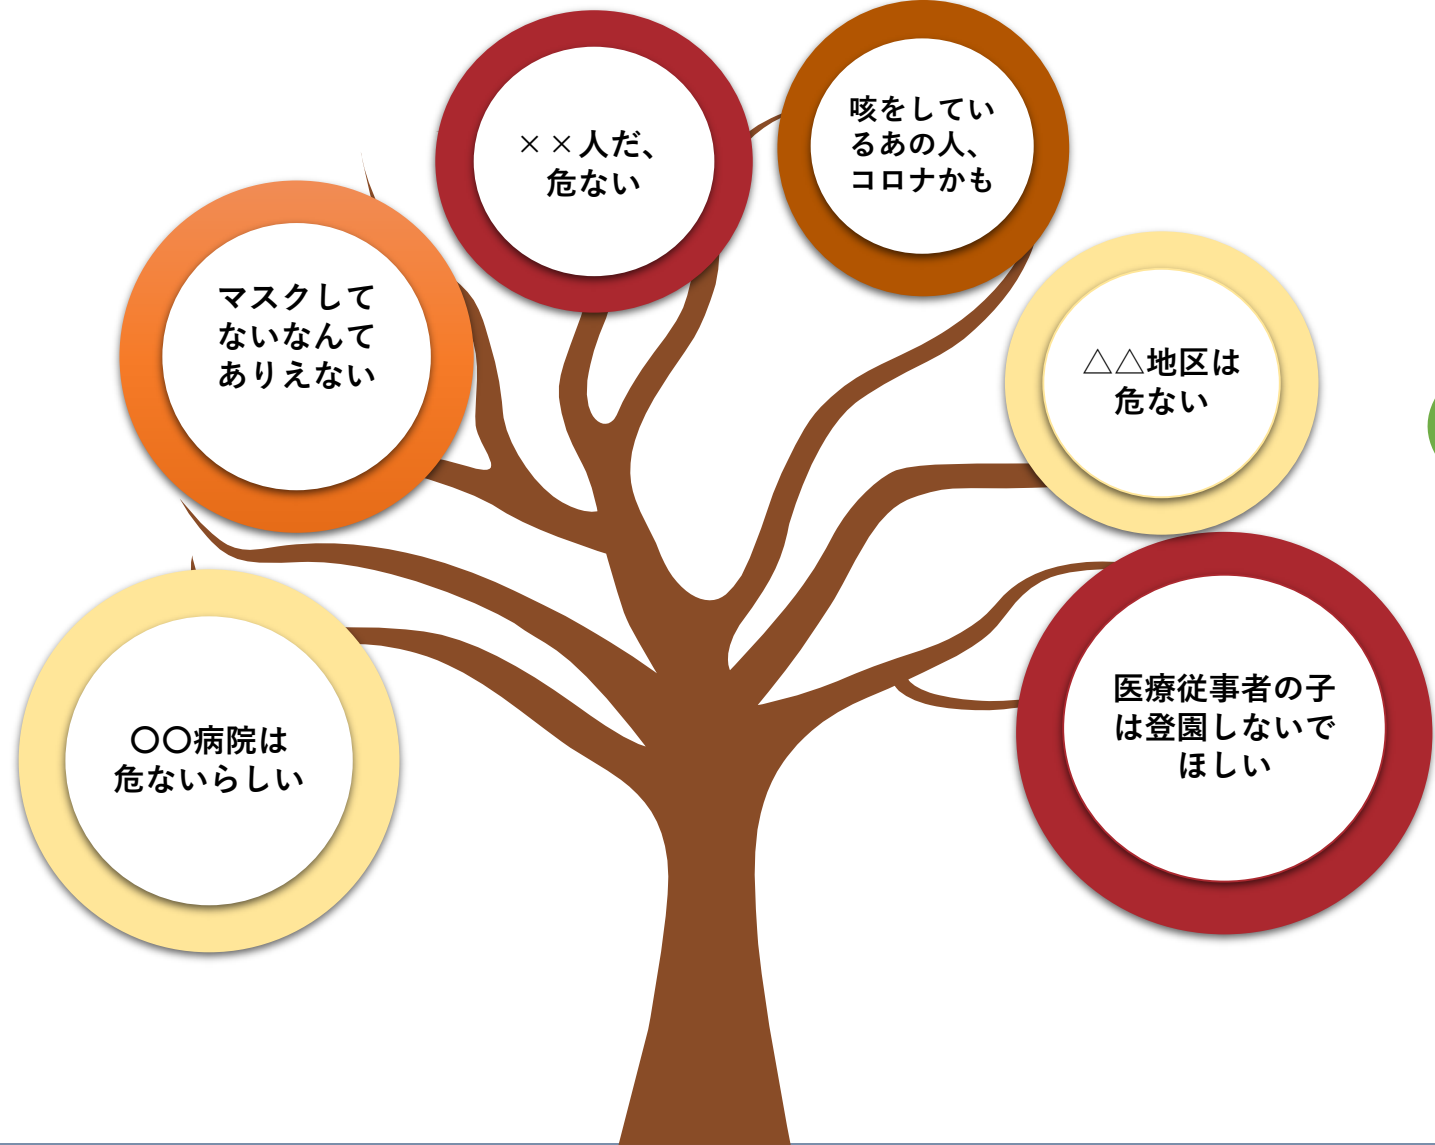 ××人だ、
危ない
咳をしてい
るあの人、
コロナかも
マスクして
ないなんて
ありえない
△△地区は
危ない
〇〇病院は
危ないらしい
医療従事者の子
は登園しないで
ほしい